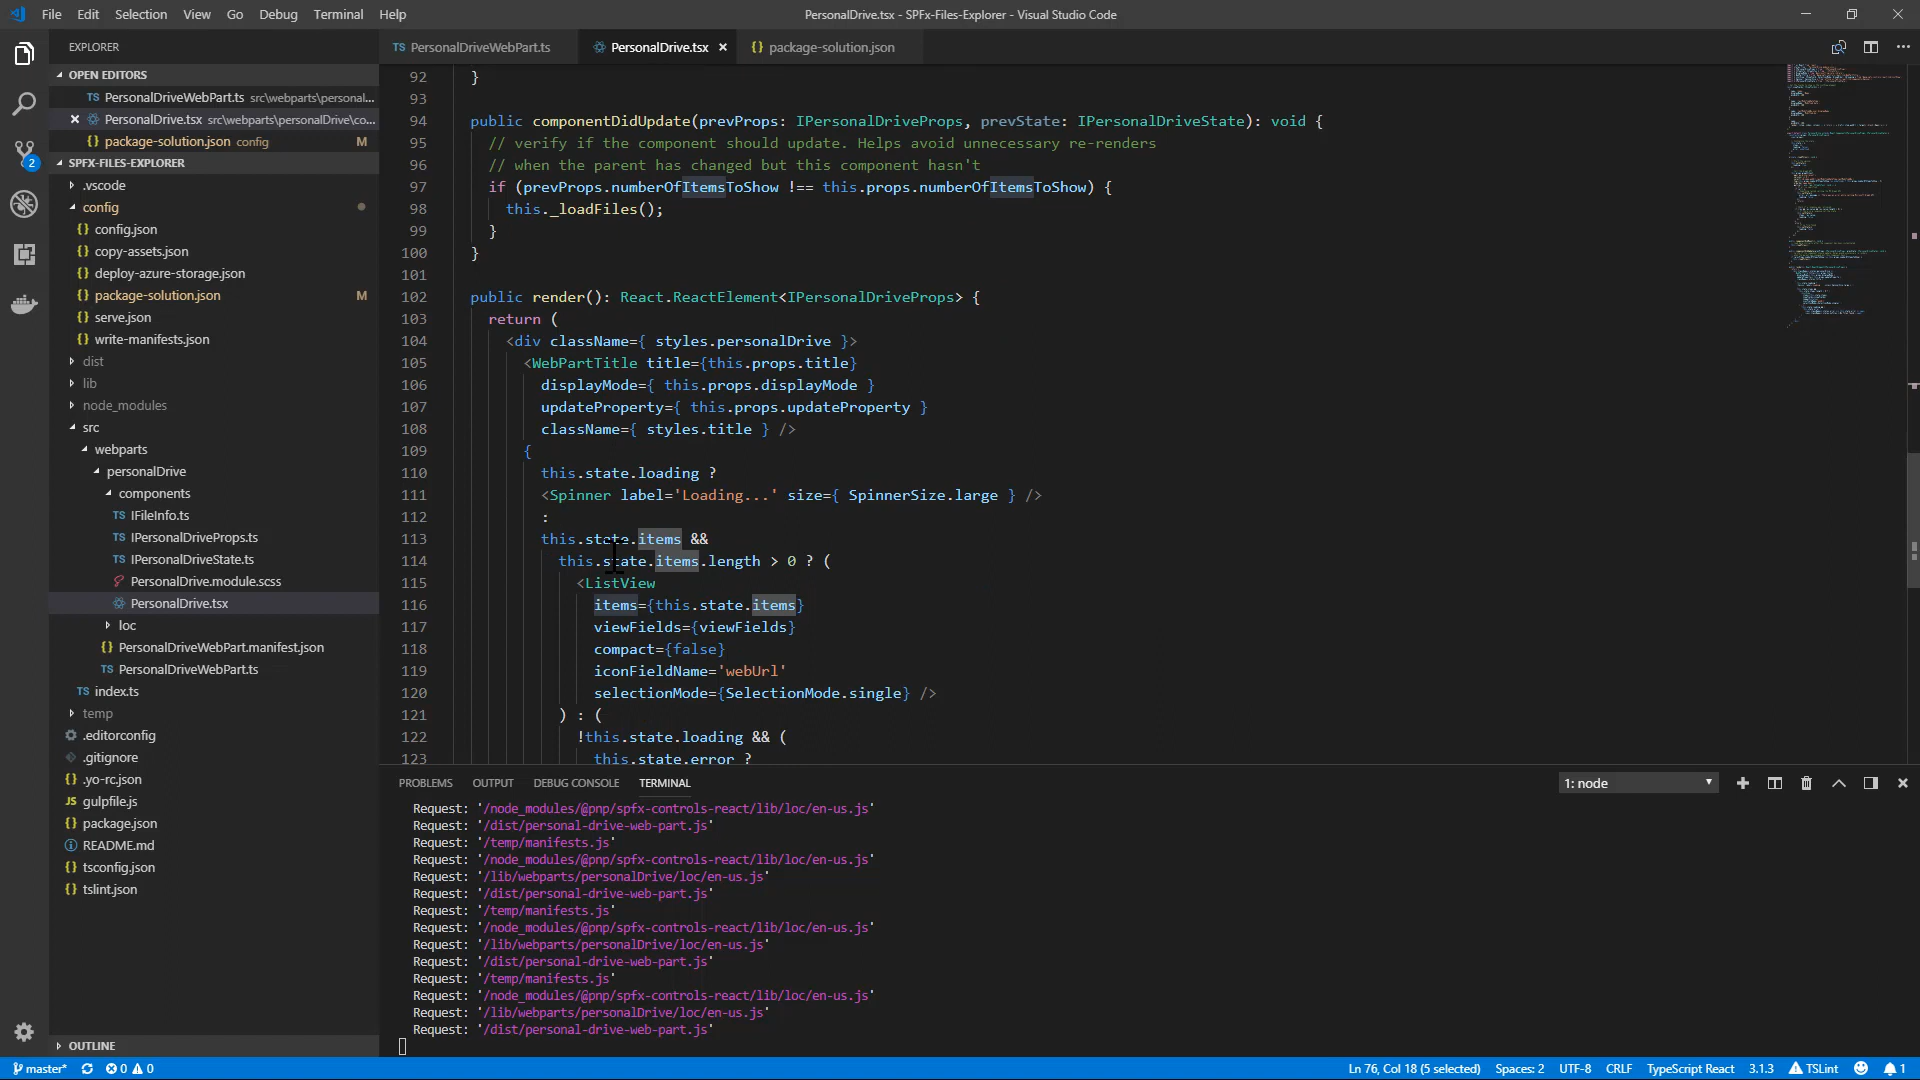 File Edit Selection View Go Debug Terminal Help
PersonalDrive.tsx - SPFx-Files-Explorer - Visual Studio Code
EXPLORER
OPEN EDITORS
TS PersonalDriveWebPart.ts src\webparts\personal...
PersonalDrive.tsx src\webparts\personalDrive\co...
{} package-solution.json config M
SPFX-FILES-EXPLORER
.vscode
config
{} config.json
{} copy-assets.json
{} deploy-azure-storage.json
{} package-solution.json M
{} serve.json
{} write-manifests.json
dist
lib
node_modules
src
webparts
personalDrive
components
TS IFileInfo.ts
TS IPersonalDriveProps.ts
TS IPersonalDriveState.ts
PersonalDrive.module.scss
PersonalDrive.tsx
loc
{} PersonalDriveWebPart.manifest.json
TS PersonalDriveWebPart.ts
TS index.ts
temp
.editorconfig
.gitignore
{} .yo-rc.json
JS gulpfile.js
{} package.json
README.md
{} tsconfig.json
{} tslint.json
OUTLINE
2
TS PersonalDriveWebPart.ts PersonalDrive.tsx {} package-solution.json
92 }
93
94 public componentDidUpdate(prevProps: IPersonalDriveProps, prevState: IPersonalDriveState): void {
95 // verify if the component should update. Helps avoid unnecessary re-renders
96 // when the parent has changed but this component hasn't
97 if (prevProps.numberOfItemsToShow !== this.props.numberOfItemsToShow) {
98 this._loadFiles();
99 }
100 }
101
102 public render(): React.ReactElement<IPersonalDriveProps> {
103 return (
104 <div className={ styles.personalDrive }>
105 <WebPartTitle title={this.props.title}
106 displayMode={ this.props.displayMode }
107 updateProperty={ this.props.updateProperty }
108 className={ styles.title } />
109 {
110 this.state.loading ?
111 <Spinner label='Loading...' size={ SpinnerSize.large } />
112 :
113 this.state.items &&
114 this.state.items.length > 0 ? (
115 <ListView
116 items={this.state.items}
117 viewFields={viewFields}
118 compact={false}
119 iconFieldName='webUrl'
120 selectionMode={SelectionMode.single} />
121 ) : (
122 !this.state.loading && (
123 this.state.error ?
PROBLEMS OUTPUT DEBUG CONSOLE TERMINAL 1: node
Request: '/node_modules/@pnp/spfx-controls-react/lib/loc/en-us.js'
Request: '/dist/personal-drive-web-part.js'
Request: '/temp/manifests.js'
Request: '/node_modules/@pnp/spfx-controls-react/lib/loc/en-us.js'
Request: '/lib/webparts/personalDrive/loc/en-us.js'
Request: '/dist/personal-drive-web-part.js'
Request: '/temp/manifests.js'
Request: '/node_modules/@pnp/spfx-controls-react/lib/loc/en-us.js'
Request: '/lib/webparts/personalDrive/loc/en-us.js'
Request: '/dist/personal-drive-web-part.js'
Request: '/temp/manifests.js'
Request: '/node_modules/@pnp/spfx-controls-react/lib/loc/en-us.js'
Request: '/lib/webparts/personalDrive/loc/en-us.js'
Request: '/dist/personal-drive-web-part.js'
master* 0 0 Ln 76, Col 18 (5 selected) Spaces: 2 UTF-8 CRLF TypeScript React 3.1.3 TSLint 1